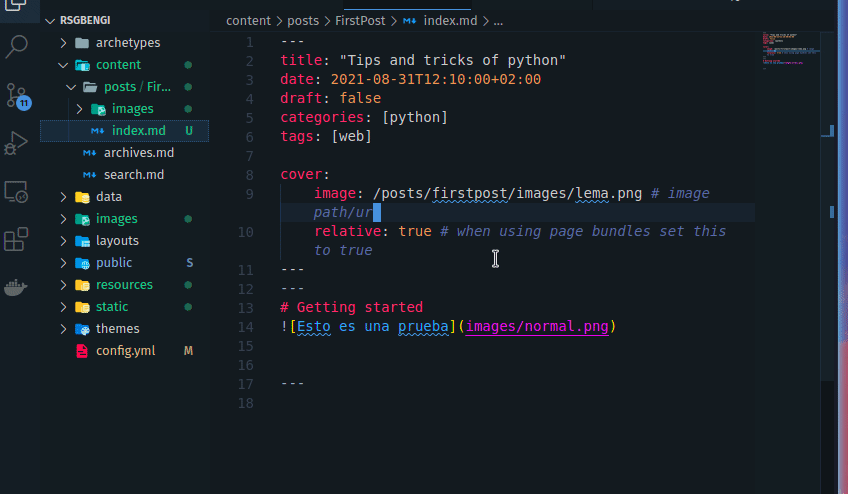 RSGBENGI
archetypes
content
posts / Fir...
images
index.md U
archives.md
search.md
data
images
layouts
public S
resources
static
themes
config.yml M
11
content > posts > FirstPost > index.md > ...
1 ---
2 title: "Tips and tricks of python"
3 date: 2021-08-31T12:10:00+02:00
4 draft: false
5 categories: [python]
6 tags: [web]
7
8 cover:
9 image: /posts/firstpost/images/lema.png # image
path/ur
10 relative: true # when using page bundles set this
to true
11 ---
12 ---
13 # Getting started
14 ![Esto es una prueba](images/normal.png)
15
16
17 ---
18